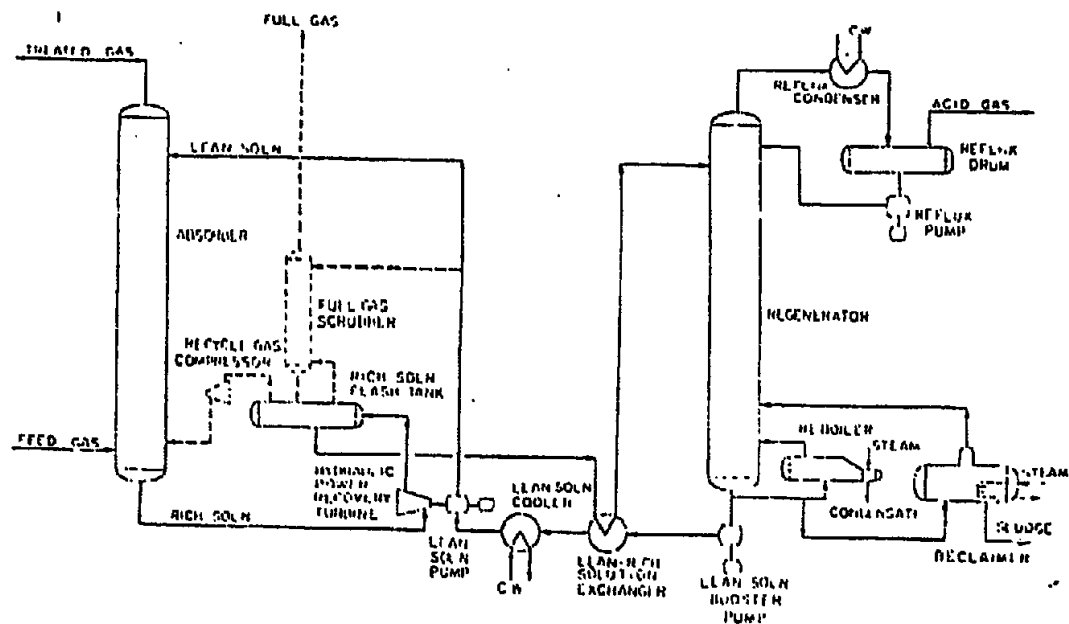 FULL GAS
TREATED GAS
CW
REFLUX
CONDENSER
ACID GAS
LEAN SOLN
REFLUX
DRUM
ABSORBER
REFLUX
PUMP
FULL GAS
SCRUBBER
REGENERATOR
RECYCLE GAS
COMPRESSOR
RICH SOLN
FLASH TANK
FEED GAS
REBOILER
STEAM
HYDRAULIC
POWER
RECOVERY
TURBINE
LEAN SOLN
COOLER
STEAM
RICH SOLN
CONDENSATE
SLUDGE
LEAN
SOLN
PUMP
LEAN-RICH
SOLUTION
EXCHANGER
RECLAIMER
CW
LEAN SOLN
BOOSTER
PUMP